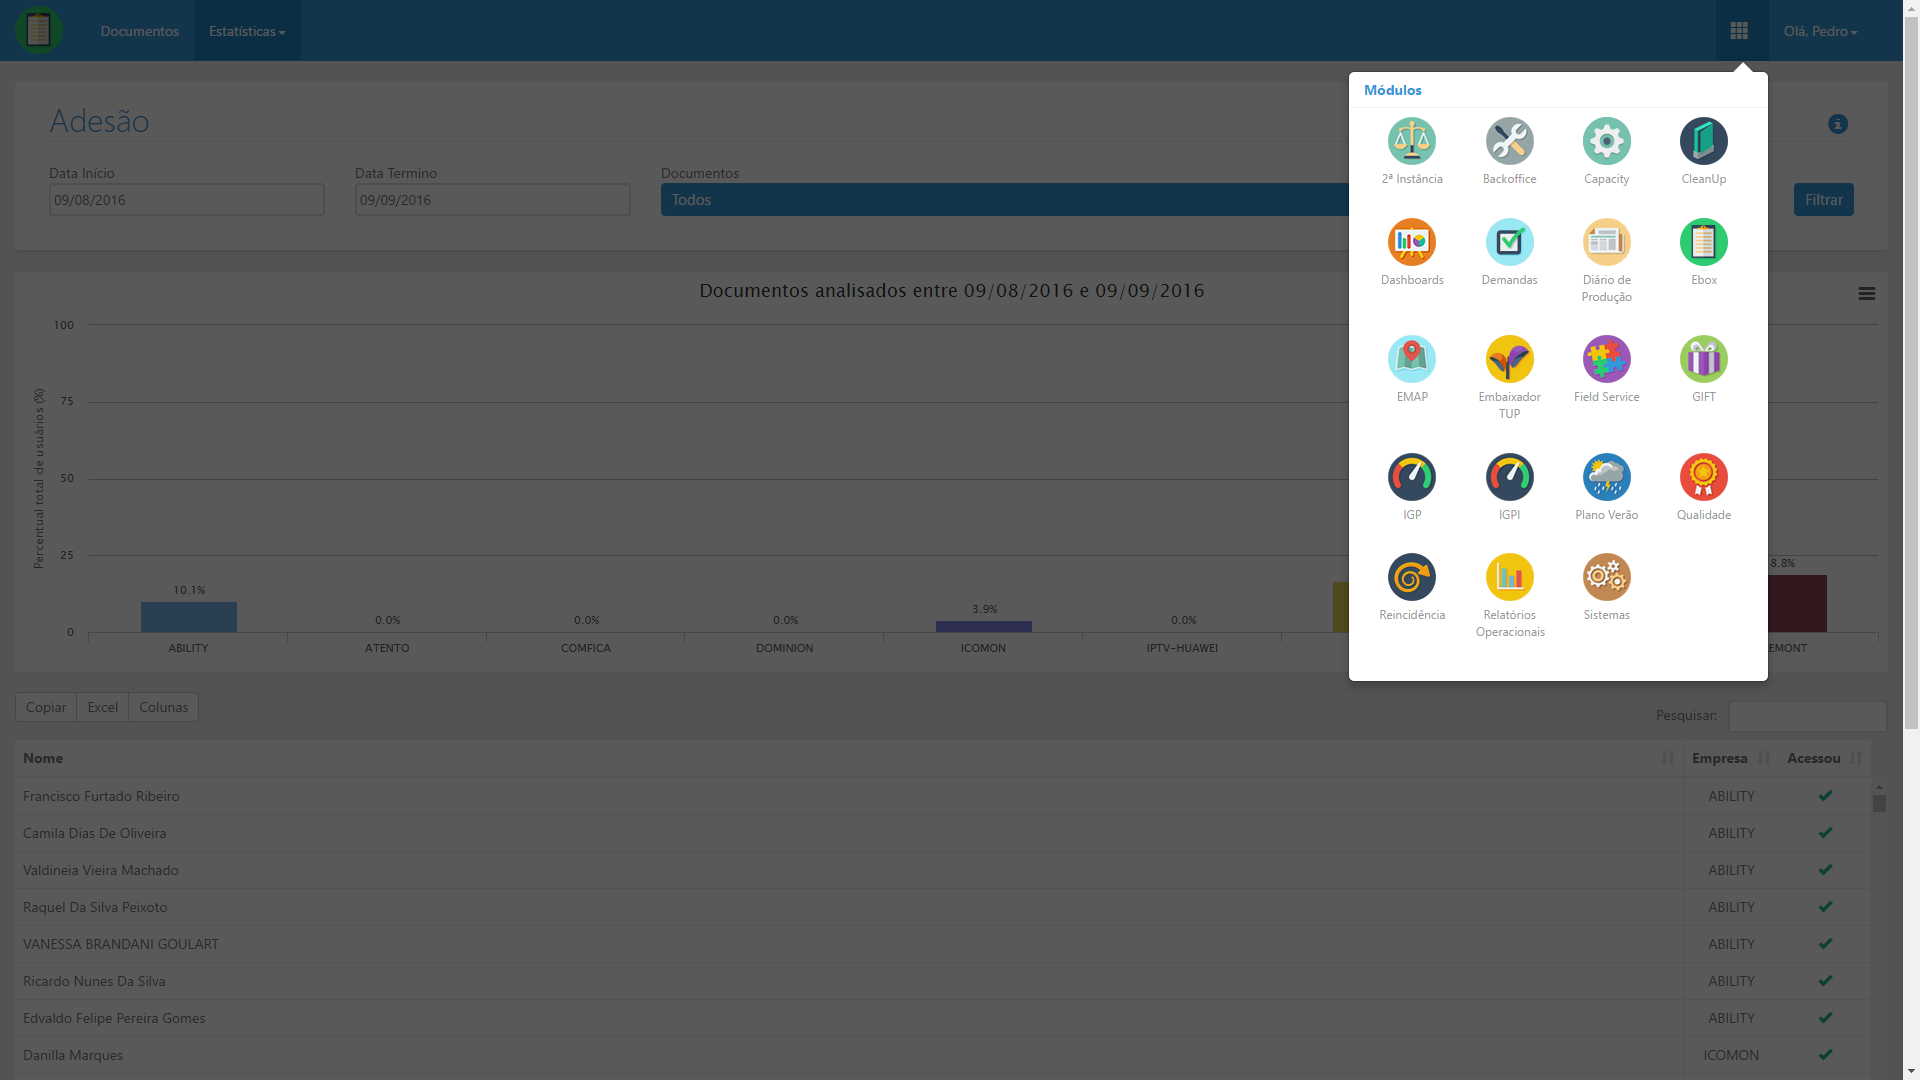 Documentos
Estatísticas
Olá, Pedro
Módulos
2ª Instância
Backoffice
Capacity
CleanUp
Dashboards
Demandas
Diário de
Produção
Ebox
EMAP
Embaixador
TUP
Field Service
GIFT
IGP
IGPI
Plano Verão
Qualidade
Reincidência
Relatórios
Operacionais
Sistemas
Adesão
Data Início
Data Termino
Documentos
09/08/2016
09/09/2016
Todos
Filtrar
Documentos analisados entre 09/08/2016 e 09/09/2016
Percentual total de usuários (%)
100
75
50
25
0
10.1%
0.0%
0.0%
0.0%
3.9%
0.0%
8.8%
ABILITY
ATENTO
COMFICA
DOMINION
ICOMON
IPTV-HUAWEI
EMONT
Copiar
Excel
Colunas
Pesquisar:
Nome
Empresa
Acessou
Francisco Furtado Ribeiro
ABILITY
Camila Dias De Oliveira
ABILITY
Valdineia Vieira Machado
ABILITY
Raquel Da Silva Peixoto
ABILITY
VANESSA BRANDANI GOULART
ABILITY
Ricardo Nunes Da Silva
ABILITY
Edvaldo Felipe Pereira Gomes
ABILITY
Danilla Marques
ICOMON